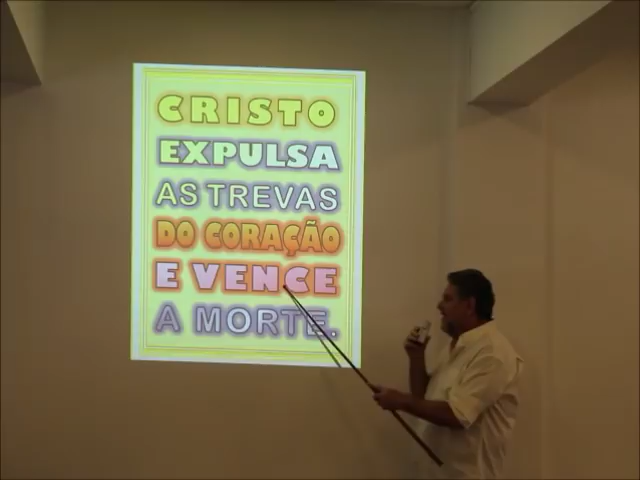 CRISTO
EXPULSA
AS TREVAS
DO CORAÇÃO
E VENCE
A MORTE.